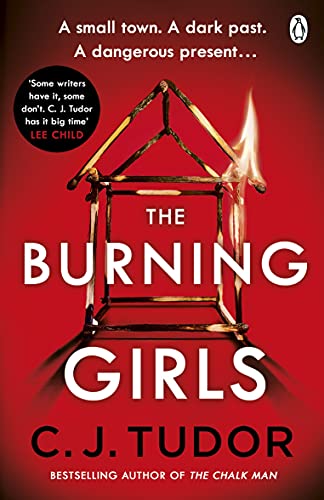 A small town. A dark past.
A dangerous present...
'Some writers
have it, some
don't. C. J. Tudor
has it big time'
LEE CHILD
THE
BURNING
GIRLS
C. J. TUDOR
BESTSELLING AUTHOR OF THE CHALK MAN